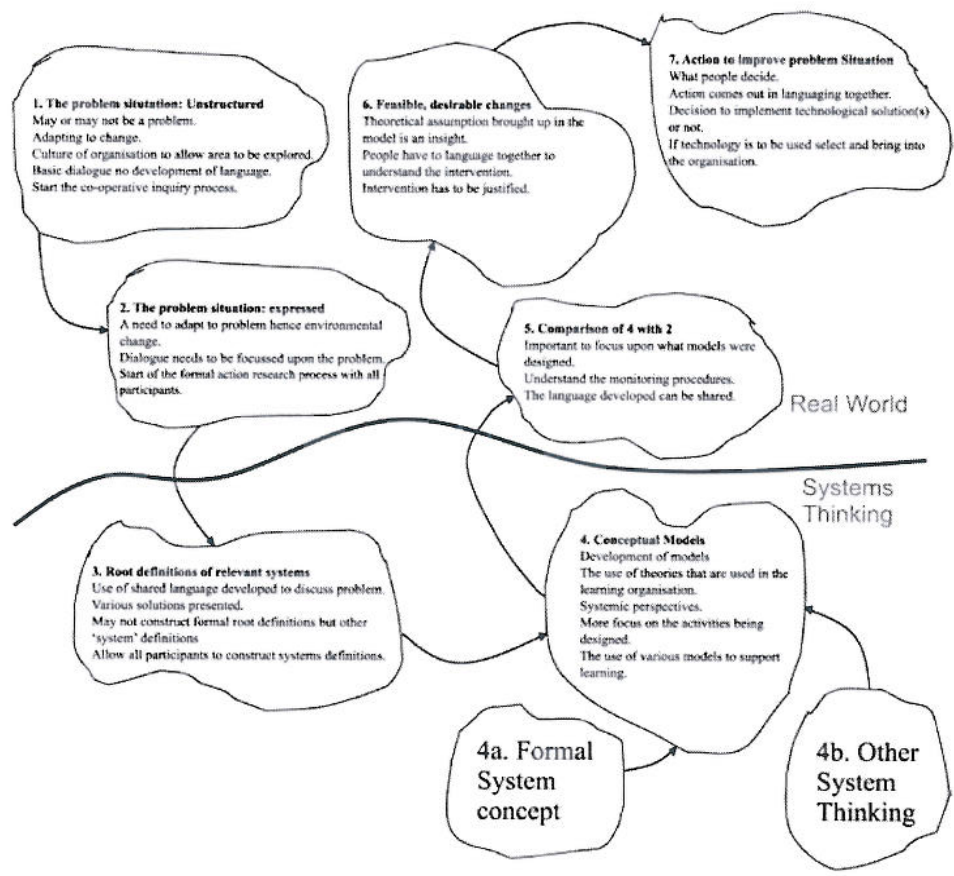 1. The problem situtation: Unstructured
May or may not be a problem.
Adapting to change.
Culture of organisation to allow area to be explored.
Basic dialogue no development of language.
Start the co-operative inquiry process.
2. The problem situation: expressed
A need to adapt to problem hence environmental
change.
Dialogue needs to be focussed upon the problem.
Start of the formal action research process with all
participants.
3. Root definitions of relevant systems
Use of shared language developed to discuss problem.
Various solutions presented.
May not construct formal root definitions but other
'system' definitions
Allow all participants to construct systems definitions.
4. Conceptual Models
Development of models
The use of theories that are used in the
learning organisation.
Systemic perspectives.
More focus on the activities being
designed.
The use of various models to support
learning.
4a. Formal
System
concept
4b. Other
System
Thinking
5. Comparison of 4 with 2
Important to focus upon what models were
designed.
Understand the monitoring procedures.
The language developed can be shared.
6. Feasible, desirable changes
Theoretical assumption brought up in the
model is an insight.
People have to language together to
understand the intervention.
Intervention has to be justified.
7. Action to Improve problem Situation
What people decide.
Action comes out in languaging together.
Decision to implement technological solution(s)
or not.
If technology is to be used select and bring into
the organisation.
Real World
Systems
Thinking